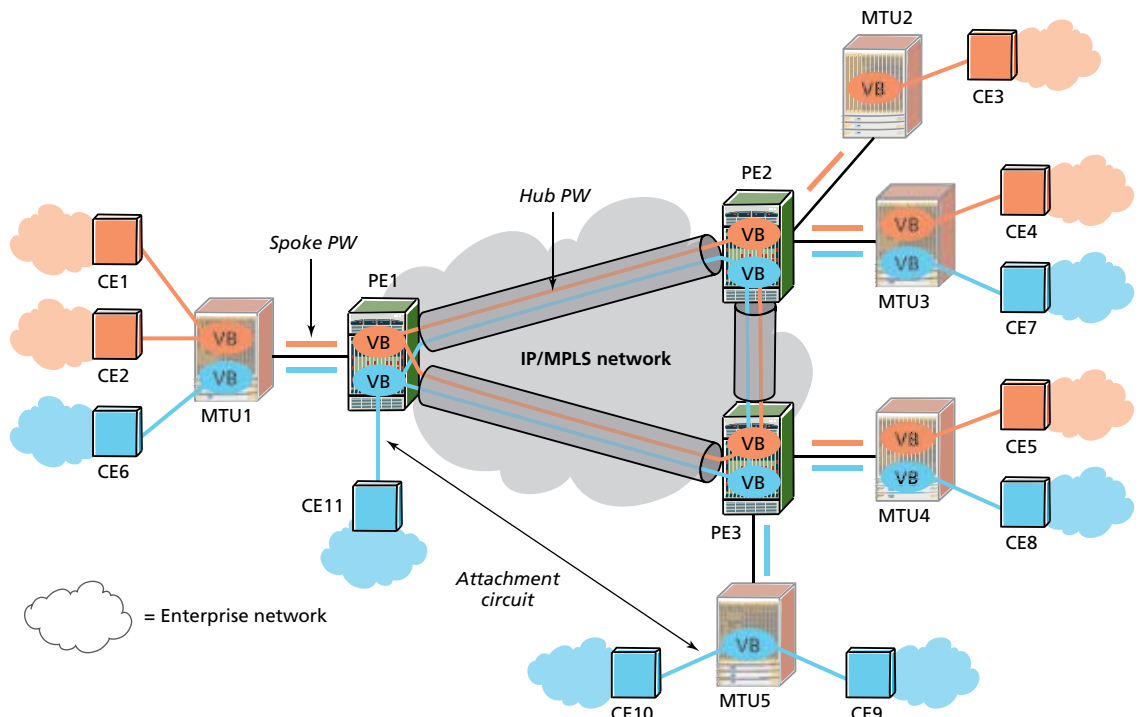 MTU2
VB
CE3
PE2
Hub PW
VB
VB
VB
VB
CE4
MTU3
CE7
Spoke PW
CE1
PE1
CE2
VB
VB
VB
VB
MTU1
CE6
IP/MPLS network
VB
VB
PE3
VB
VB
CE5
MTU4
CE8
CE11
Attachment
circuit
= Enterprise network
VB
MTU5
CE10
CE9